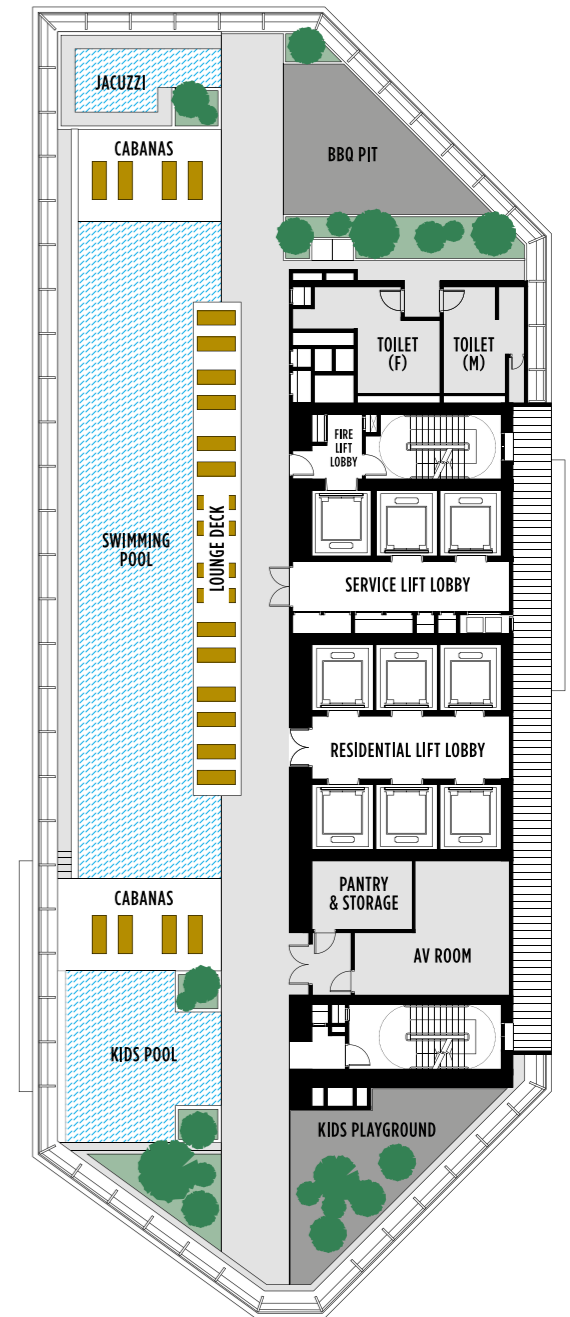 JACUZZI
CABANAS
BBQ PIT
TOILET
(F)
TOILET
(M)
FIRE
LIFT
LOBBY
SWIMMING
POOL
LOUNGE DECK
SERVICE LIFT LOBBY
RESIDENTIAL LIFT LOBBY
PANTRY
& STORAGE
CABANAS
AV ROOM
KIDS POOL
KIDS PLAYGROUND